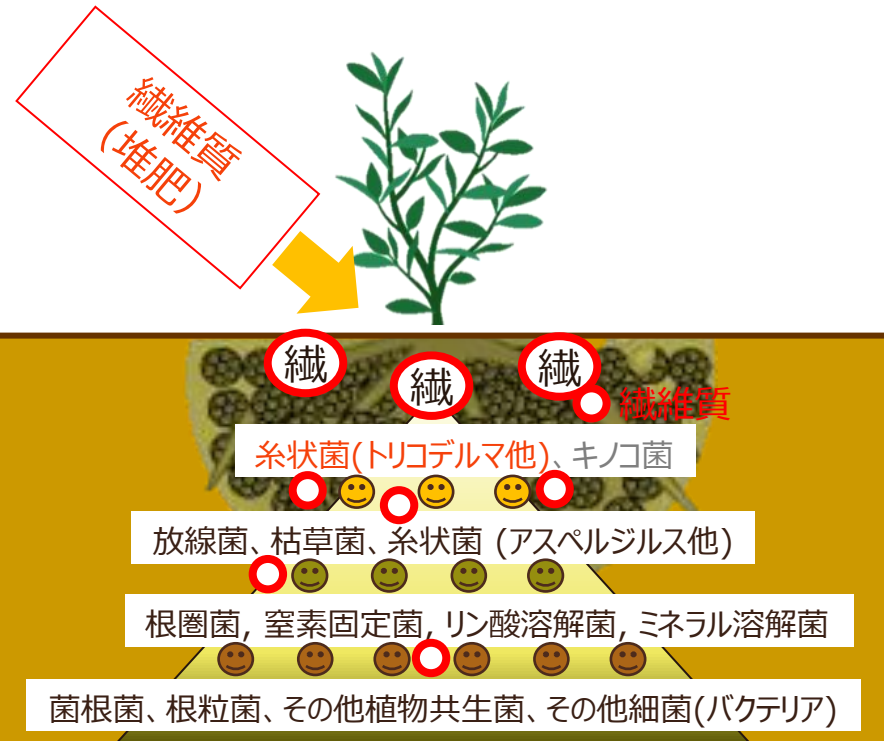 繊維質
(堆肥)
繊
繊
繊
繊維質
糸状菌(トリコデルマ他)、キノコ菌
放線菌、枯草菌、糸状菌 (アスペルジルス他)
根圏菌, 窒素固定菌, リン酸溶解菌, ミネラル溶解菌
菌根菌、根粒菌、その他植物共生菌、その他細菌(バクテリア)